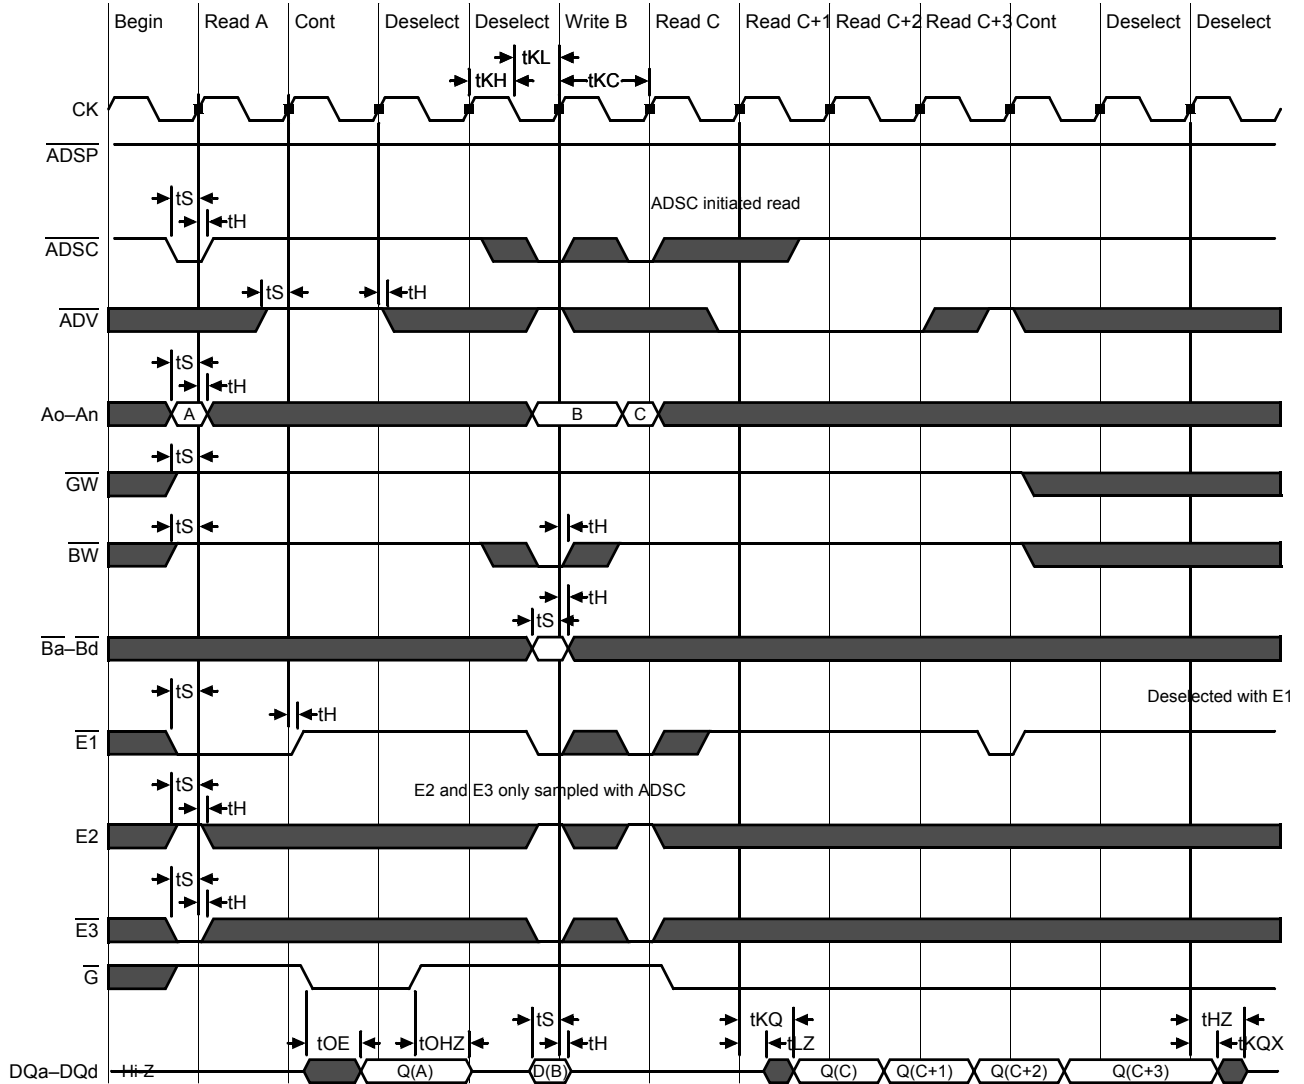 Begin Read A Cont Deselect Deselect Write B Read C Read C+1 Read C+2 Read C+3 Cont Deselect Deselect
tKL
tKH tKC
CK
ADSP
tS
ADSC initiated read
tH
ADSC
tS tH
ADV
tS
tH
Ao–An A B C
tS
GW
tS tH
BW
tH
tS
Ba–Bd
tS
Deselected with E1
tH
E1
tS E2 and E3 only sampled with ADSC
tH
E2
tS
tH
E3
G
tS tKQ tHZ
tOE tOHZ tH tLZ tKQX
DQa–DQd Hi-Z Q(A) D(B) Q(C) Q(C+1) Q(C+2) Q(C+3)